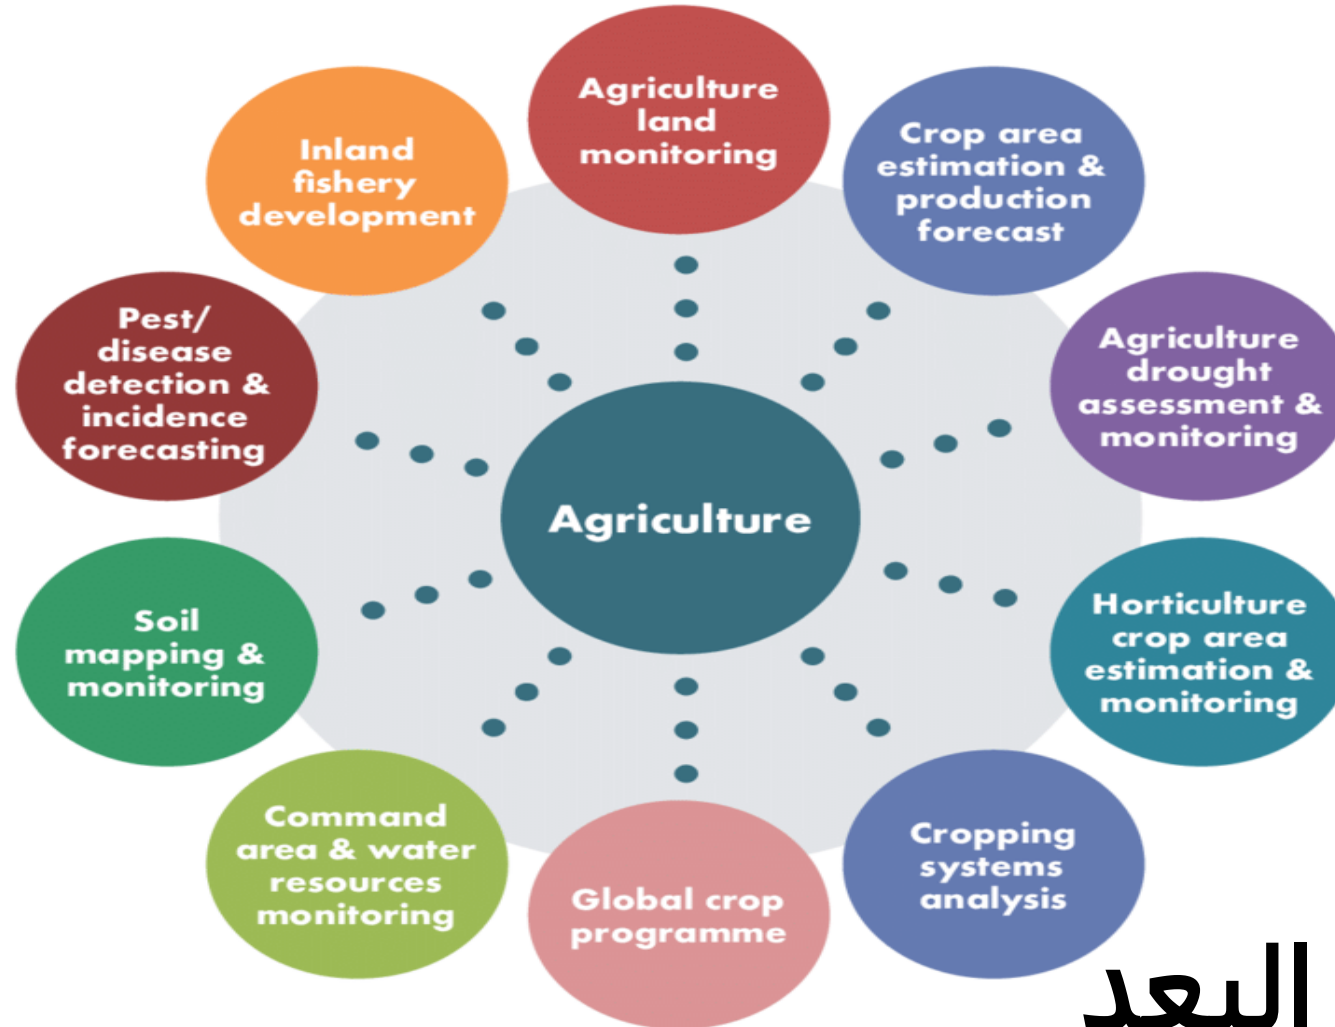 Agriculture
land
monitoring
Crop area
estimation &
production
forecast
Agriculture
drought
assessment &
monitoring
Horticulture
crop area
estimation &
monitoring
Cropping
systems
analysis
Global crop
programme
Command
area & water
resources
monitoring
Soil
mapping &
monitoring
Pest/
disease
detection &
incidence
forecasting
Inland
fishery
development
Agriculture
البعد